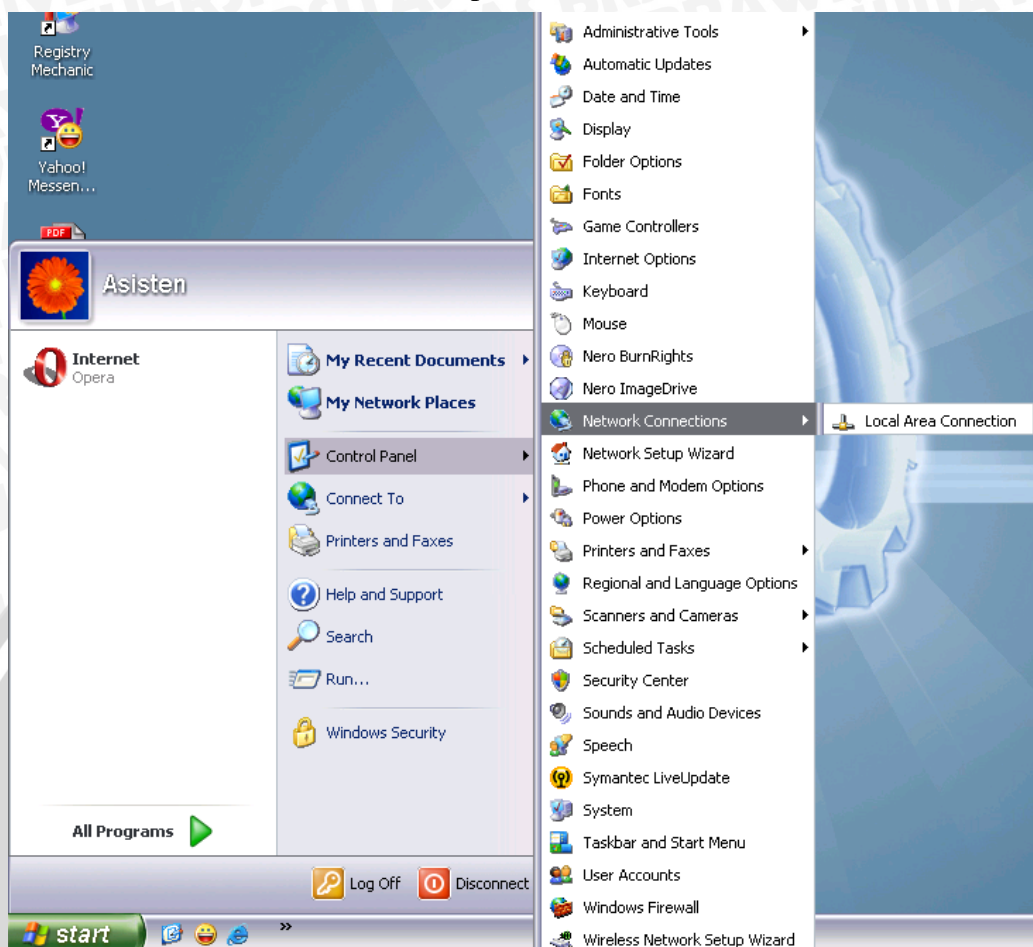 Registry
Mechanic
Yahoo!
Messen...
PDF
Asisten
Internet
Opera
All Programs
My Recent Documents
My Network Places
Control Panel
Connect To
Printers and Faxes
Help and Support
Search
Run...
Windows Security
Log Off
Disconnect
start
»
Administrative Tools
Automatic Updates
Date and Time
Display
Folder Options
Fonts
Game Controllers
Internet Options
Keyboard
Mouse
Nero BurnRights
Nero ImageDrive
Network Connections
Network Setup Wizard
Phone and Modem Options
Power Options
Printers and Faxes
Regional and Language Options
Scanners and Cameras
Scheduled Tasks
Security Center
Sounds and Audio Devices
Speech
Symantec LiveUpdate
System
Taskbar and Start Menu
User Accounts
Windows Firewall
Wireless Network Setup Wizard
Local Area Connection